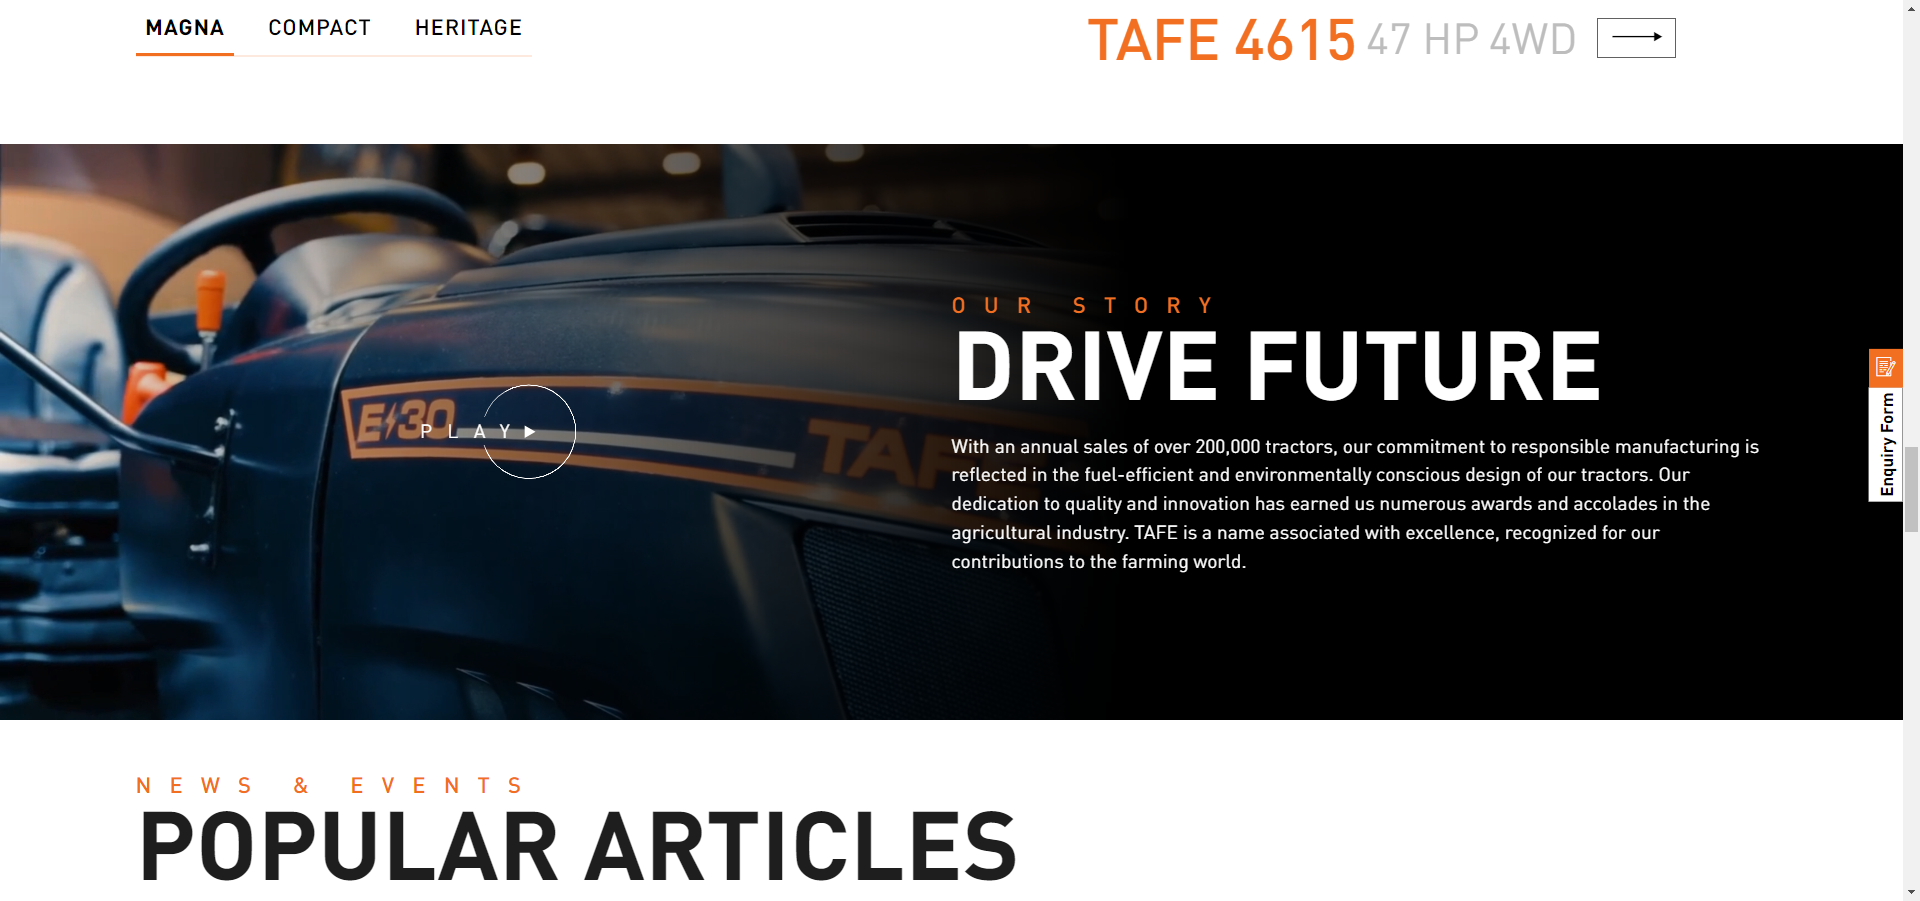 MAGNA COMPACT HERITAGE
TAFE 4615 47 HP 4WD
E30
TAFE
PLAY
OUR STORY
DRIVE FUTURE
With an annual sales of over 200,000 tractors, our commitment to responsible manufacturing is
reflected in the fuel-efficient and environmentally conscious design of our tractors. Our
dedication to quality and innovation has earned us numerous awards and accolades in the
agricultural industry. TAFE is a name associated with excellence, recognized for our
contributions to the farming world.
Enquiry Form
NEWS & EVENTS
POPULAR ARTICLES